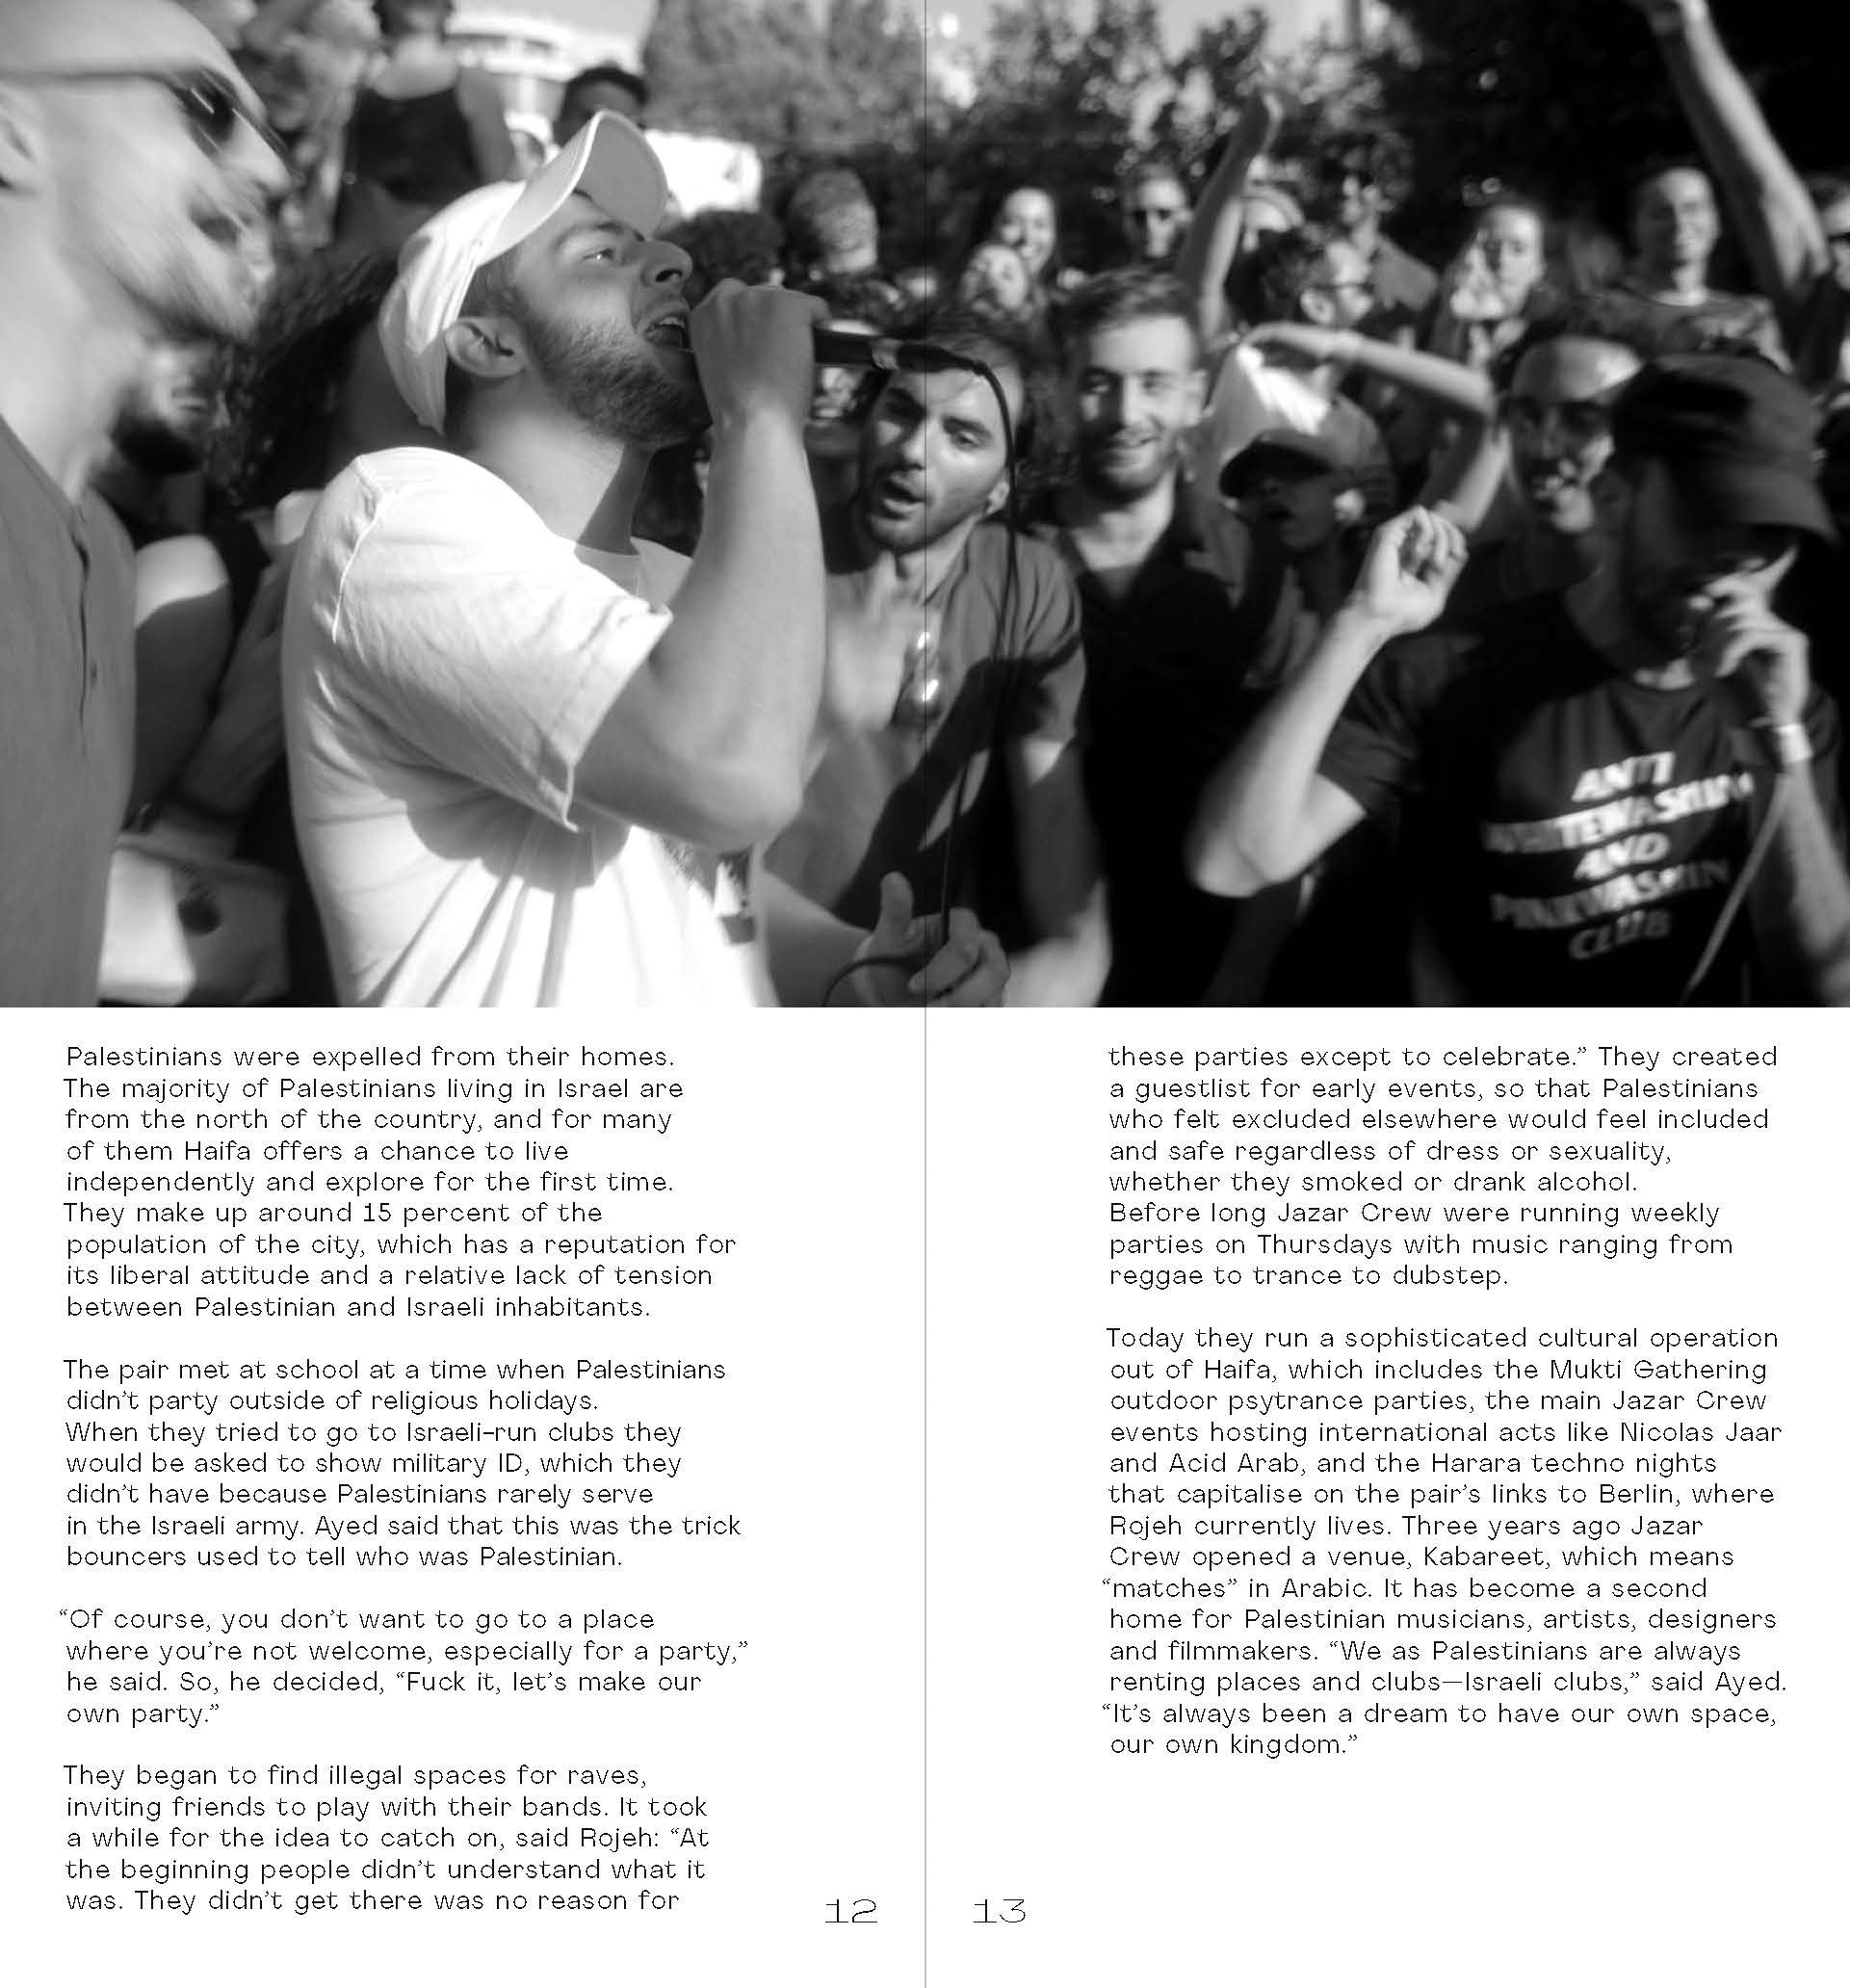 ANTI
WHITEWASHIN
AND
PINKWASHIN
CLUB
Palestinians were expelled from their homes.
The majority of Palestinians living in Israel are
from the north of the country, and for many
of them Haifa offers a chance to live
independently and explore for the first time.
They make up around 15 percent of the
population of the city, which has a reputation for
its liberal attitude and a relative lack of tension
between Palestinian and Israeli inhabitants.
The pair met at school at a time when Palestinians
didn't party outside of religious holidays.
When they tried to go to Israeli-run clubs they
would be asked to show military ID, which they
didn't have because Palestinians rarely serve
in the Israeli army. Ayed said that this was the trick
bouncers used to tell who was Palestinian.
“Of course, you don't want to go to a place
where you're not welcome, especially for a party,”
he said. So, he decided, “Fuck it, let's make our
own party.”
They began to find illegal spaces for raves,
inviting friends to play with their bands. It took
a while for the idea to catch on, said Rojeh: “At
the beginning people didn't understand what it
was. They didn't get there was no reason for
12
these parties except to celebrate.” They created
a guestlist for early events, so that Palestinians
who felt excluded elsewhere would feel included
and safe regardless of dress or sexuality,
whether they smoked or drank alcohol.
Before long Jazar Crew were running weekly
parties on Thursdays with music ranging from
reggae to trance to dubstep.
Today they run a sophisticated cultural operation
out of Haifa, which includes the Mukti Gathering
outdoor psytrance parties, the main Jazar Crew
events hosting international acts like Nicolas Jaar
and Acid Arab, and the Harara techno nights
that capitalise on the pair's links to Berlin, where
Rojeh currently lives. Three years ago Jazar
Crew opened a venue, Kabareet, which means
“matches” in Arabic. It has become a second
home for Palestinian musicians, artists, designers
and filmmakers. “We as Palestinians are always
renting places and clubs—Israeli clubs,” said Ayed.
“It's always been a dream to have our own space,
our own kingdom.”
13